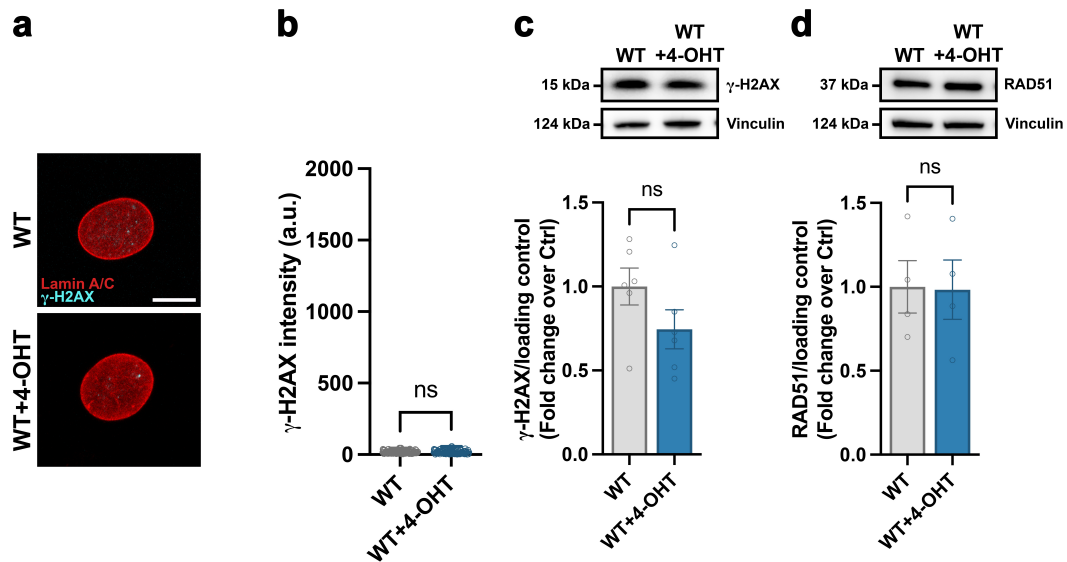 a
WT
Lamin A/C
γ-H2AX
WT+4-OHT
b
γ-H2AX intensity (a.u.)
2000
1500
1000
500
0
ns
WT
WT+4-OHT
c
WT
WT
+4-OHT
15 kDa
γ-H2AX
124 kDa
Vinculin
γ-H2AX/loading control
(Fold change over Ctrl)
1.5
1.0
0.5
0.0
ns
WT
WT+4-OHT
d
WT
WT
+4-OHT
37 kDa
RAD51
124 kDa
Vinculin
RAD51/loading control
(Fold change over Ctrl)
1.5
1.0
0.5
0.0
ns
WT
WT+4-OHT